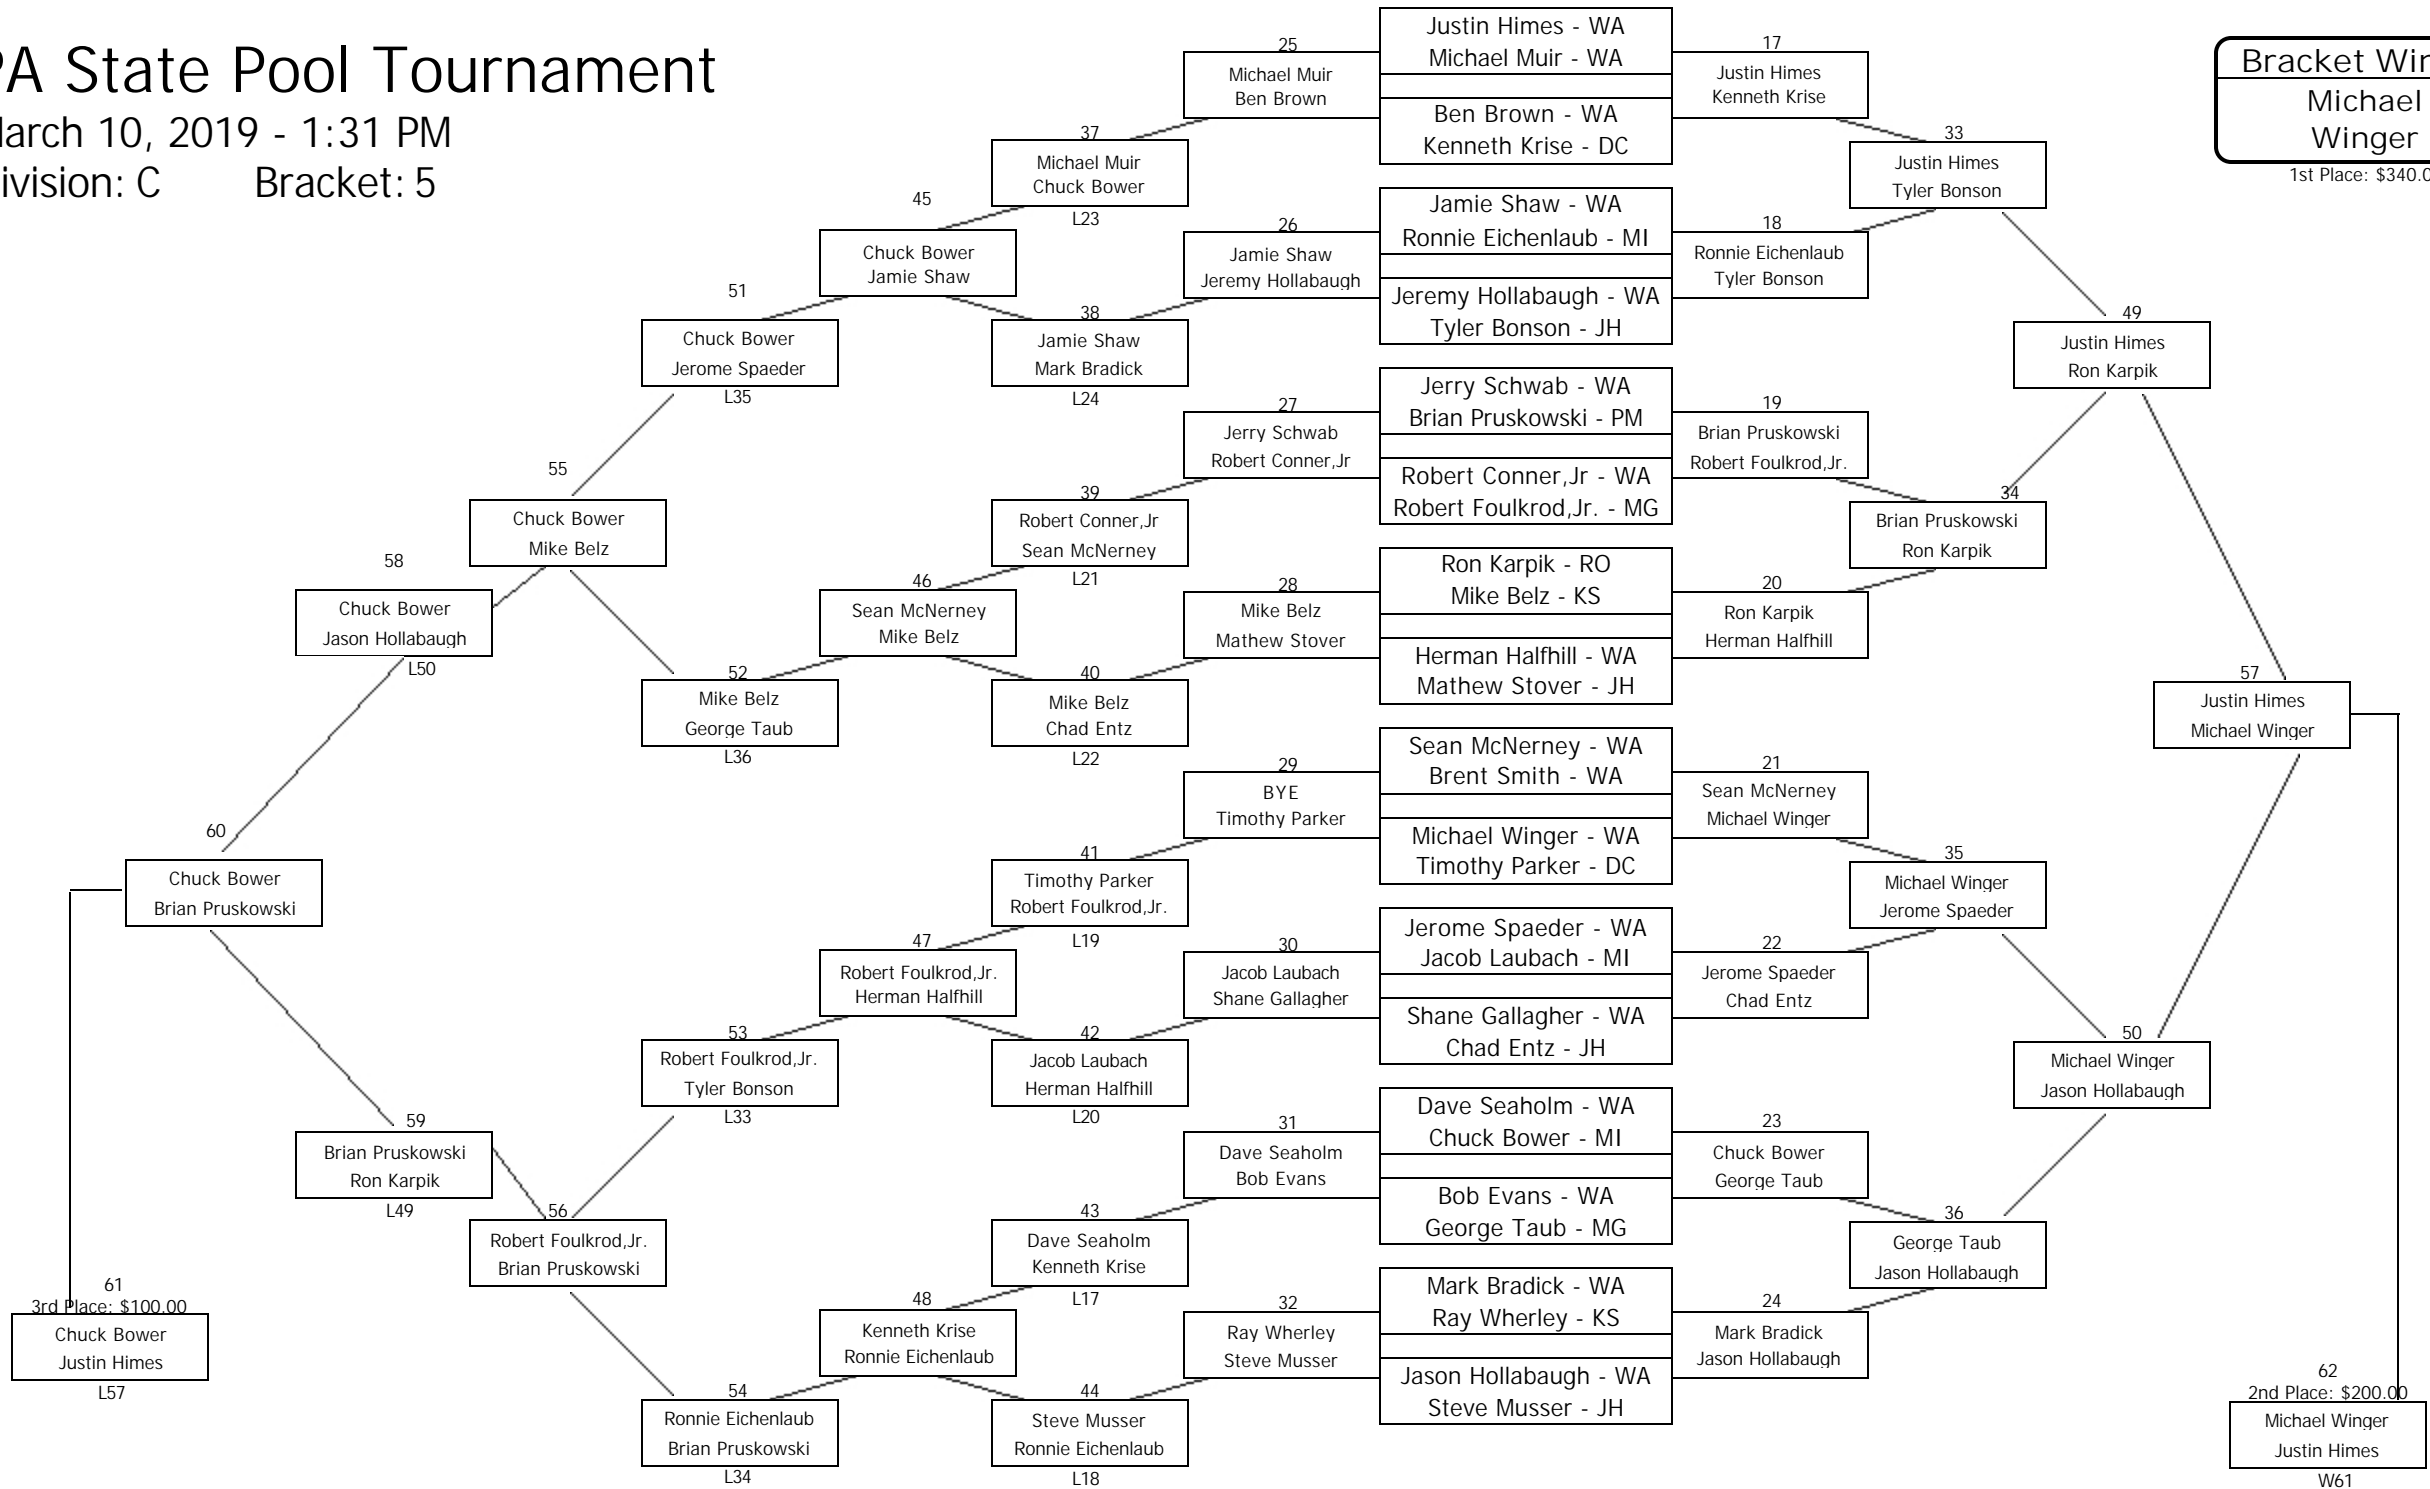 PA State Pool Tournament
March 10, 2019 - 1:31 PM
Division: C Bracket: 5
Bracket
Michael
Winger
1st Place: $340.0
Justin Himes - WA
Michael Muir - WA
Ben Brown - WA
Kenneth Krise - DC
Jamie Shaw - WA
Ronnie Eichenlaub - MI
Jeremy Hollabaugh - WA
Tyler Bonson - JH
Jerry Schwab - WA
Brian Pruskowski - PM
Robert Conner,Jr - WA
Robert Foulkrod,Jr. - MG
Ron Karpik - RO
Mike Belz - KS
Herman Halfhill - WA
Mathew Stover - JH
Sean McNerney - WA
Brent Smith - WA
Michael Winger - WA
Timothy Parker - DC
Jerome Spaeder - WA
Jacob Laubach - MI
Shane Gallagher - WA
Chad Entz - JH
Dave Seaholm - WA
Chuck Bower - MI
Bob Evans - WA
George Taub - MG
Mark Bradick - WA
Ray Wherley - KS
Jason Hollabaugh - WA
Steve Musser - JH
17
Justin Himes
Kenneth Krise
18
Ronnie Eichenlaub
Tyler Bonson
19
Brian Pruskowski
Robert Foulkrod,Jr.
20
Ron Karpik
Herman Halfhill
21
Sean McNerney
Michael Winger
22
Jerome Spaeder
Chad Entz
23
Chuck Bower
George Taub
24
Mark Bradick
Jason Hollabaugh
25
Michael Muir
Ben Brown
26
Jamie Shaw
Jeremy Hollabaugh
27
Jerry Schwab
Robert Conner,Jr
28
Mike Belz
Mathew Stover
29
BYE
Timothy Parker
30
Jacob Laubach
Shane Gallagher
31
Dave Seaholm
Bob Evans
32
Ray Wherley
Steve Musser
33
Justin Himes
Tyler Bonson
34
Brian Pruskowski
Ron Karpik
35
Michael Winger
Jerome Spaeder
36
George Taub
Jason Hollabaugh
37
Michael Muir
Chuck Bower
L23
38
Jamie Shaw
Mark Bradick
L24
39
Robert Conner,Jr
Sean McNerney
L21
40
Mike Belz
Chad Entz
L22
41
Timothy Parker
Robert Foulkrod,Jr.
L19
42
Jacob Laubach
Herman Halfhill
L20
43
Dave Seaholm
Kenneth Krise
L17
44
Steve Musser
Ronnie Eichenlaub
L18
45
Chuck Bower
Jamie Shaw
46
Sean McNerney
Mike Belz
47
Robert Foulkrod,Jr.
Herman Halfhill
48
Kenneth Krise
Ronnie Eichenlaub
49
Justin Himes
Ron Karpik
50
Michael Winger
Jason Hollabaugh
51
Chuck Bower
Jerome Spaeder
L35
52
Mike Belz
George Taub
L36
53
Robert Foulkrod,Jr.
Tyler Bonson
L33
54
Ronnie Eichenlaub
Brian Pruskowski
L34
55
Chuck Bower
Mike Belz
56
Robert Foulkrod,Jr.
Brian Pruskowski
57
Justin Himes
Michael Winger
58
Chuck Bower
Jason Hollabaugh
L50
59
Brian Pruskowski
Ron Karpik
L49
60
Chuck Bower
Brian Pruskowski
61
3rd Place: $100.00
Chuck Bower
Justin Himes
L57
62
2nd Place: $200.00
Michael Winger
Justin Himes
W61